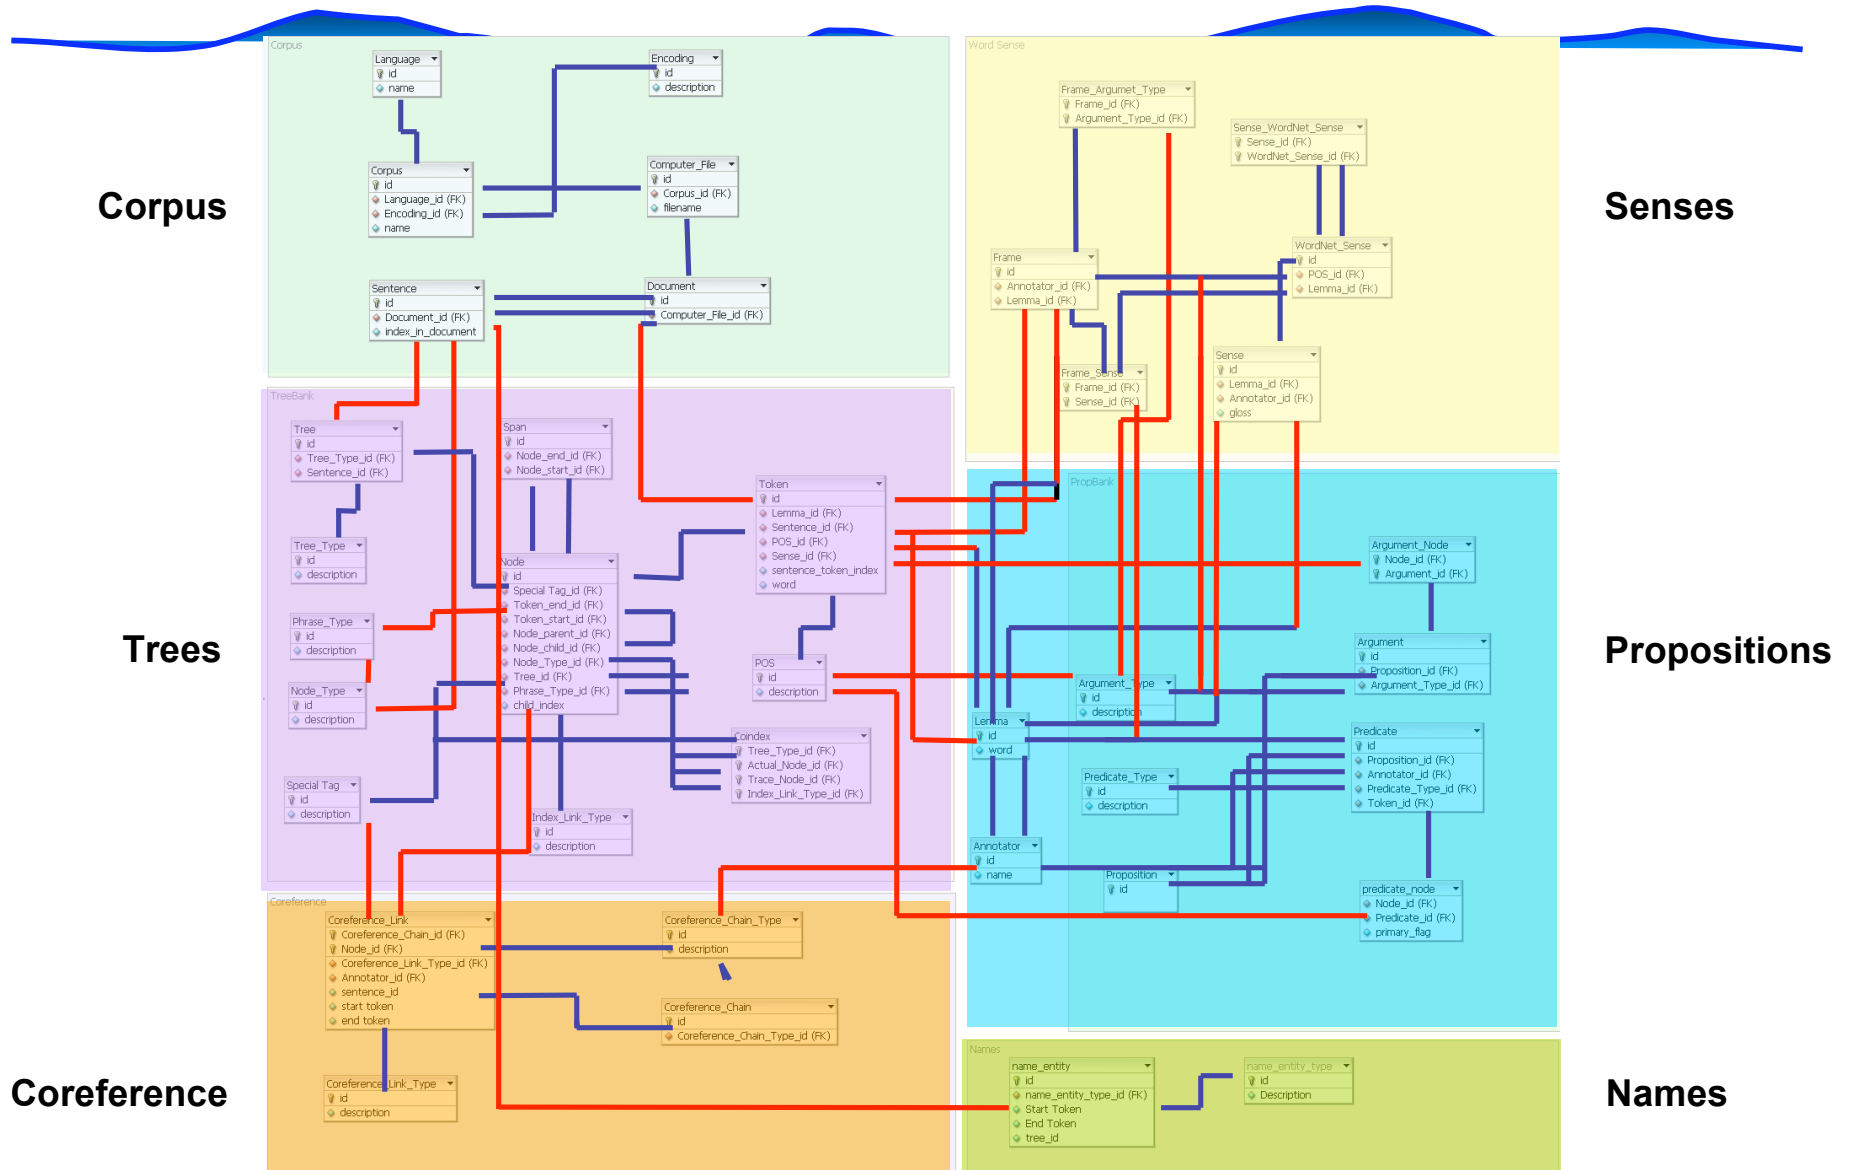 Corpus
Language
id
name
Encoding
id
description
Corpus
id
Language_id (FK)
Encoding_id (FK)
name
Computer_File
id
Corpus_id (FK)
filename
Sentence
id
Document_id (FK)
index_in_document
Document
id
Computer_File_id (FK)
Corpus
Word Sense
Frame_Argumet_Type
Frame_id (FK)
Argument_Type_id (FK)
Sense_WordNet_Sense
Sense_id (FK)
WordNet_Sense_id (FK)
WordNet_Sense
id
POS_id (FK)
Lemma_id (FK)
Frame
id
Annotator_id (FK)
Lemma_id (FK)
Frame_Sense
Frame_id (FK)
Sense_id (FK)
Sense
id
Lemma_id (FK)
Annotator_id (FK)
gloss
Senses
TreeBank
Tree
id
Tree_Type_id (FK)
Sentence_id (FK)
Span
id
Node_end_id (FK)
Node_start_id (FK)
Token
id
Lemma_id (FK)
Sentence_id (FK)
POS_id (FK)
Sense_id (FK)
sentence_token_index
word
Tree_Type
id
description
Node
id
Special Tag_id (FK)
Token_end_id (FK)
Token_start_id (FK)
Node_parent_id (FK)
Node_child_id (FK)
Node_Type_id (FK)
Tree_id (FK)
Phrase_Type_id (FK)
child_index
Phrase_Type
id
description
Node_Type
id
description
POS
id
description
Coindex
Tree_Type_id (FK)
Actual_Node_id (FK)
Trace_Node_id (FK)
Index_Link_Type_id (FK)
Special Tag
id
description
Index_Link_Type
id
description
Trees
PropBank
Argument_Node
Node_id (FK)
Argument_id (FK)
Argument
id
Proposition_id (FK)
Argument_Type_id (FK)
Argument_Type
id
description
Lemma
id
word
Predicate
id
Proposition_id (FK)
Annotator_id (FK)
Predicate_Type_id (FK)
Token_id (FK)
Predicate_Type
id
description
Annotator
id
name
Proposition
id
predicate_node
Node_id (FK)
Predicate_id (FK)
primary_flag
Propositions
Coreference
Coreference_Link
Coreference_Chain_id (FK)
Node_id (FK)
Coreference_Link_Type_id (FK)
Annotator_id (FK)
sentence_id
start token
end token
Coreference_Chain_Type
id
description
Coreference_Chain
id
Coreference_Chain_Type_id (FK)
Coreference_Link_Type
id
description
Coreference
Names
name_entity
id
name_entity_type_id (FK)
Start Token
End Token
tree_id
name_entity_type
id
Description
Names